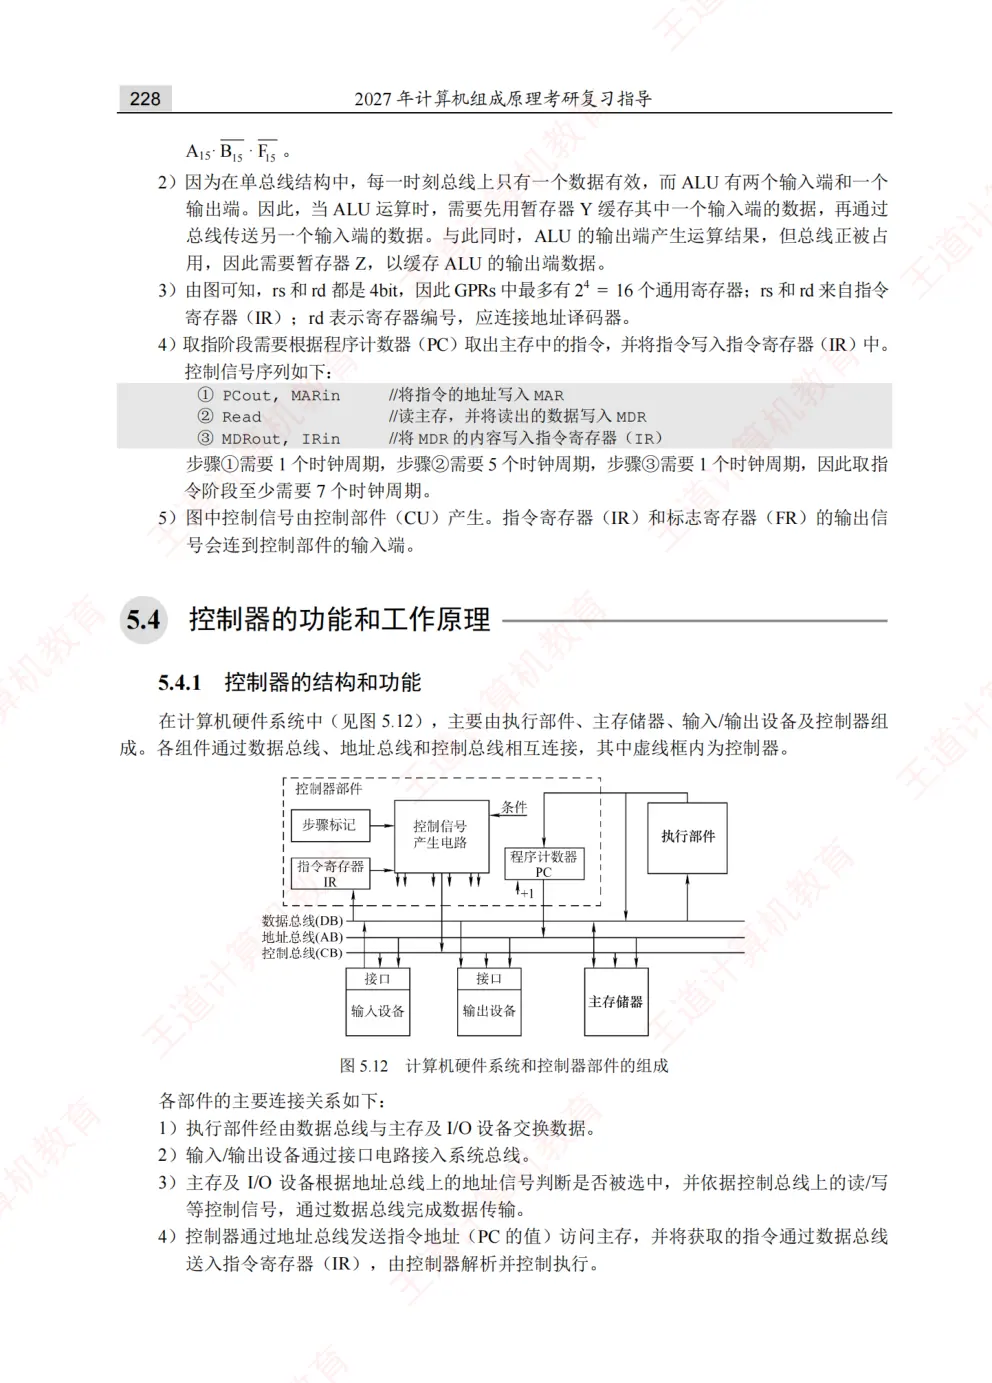 228
2027 年计算机组成原理考研复习指导
A₁₅· B̅₁₅ · F̅₁₅ 。
2）因为在单总线结构中，每一时刻总线上只有一个数据有效，而 ALU 有两个输入端和一个
输出端。因此，当 ALU 运算时，需要先用暂存器 Y 缓存其中一个输入端的数据，再通过
总线传送另一个输入端的数据。与此同时，ALU 的输出端产生运算结果，但总线正被占
用，因此需要暂存器 Z，以缓存 ALU 的输出端数据。
3）由图可知，rs 和 rd 都是 4bit，因此 GPRs 中最多有 2⁴ = 16 个通用寄存器；rs 和 rd 来自指令
寄存器（IR）；rd 表示寄存器编号，应连接地址译码器。
4）取指阶段需要根据程序计数器（PC）取出主存中的指令，并将指令写入指令寄存器（IR）中。
控制信号序列如下：
① PCout, MARin //将指令的地址写入 MAR
② Read //读主存，并将读出的数据写入 MDR
③ MDRout, IRin //将 MDR 的内容写入指令寄存器（IR）
步骤①需要 1 个时钟周期，步骤②需要 5 个时钟周期，步骤③需要 1 个时钟周期，因此取指
令阶段至少需要 7 个时钟周期。
5）图中控制信号由控制部件（CU）产生。指令寄存器（IR）和标志寄存器（FR）的输出信
号会连到控制部件的输入端。
5.4 控制器的功能和工作原理
5.4.1 控制器的结构和功能
在计算机硬件系统中（见图 5.12），主要由执行部件、主存储器、输入/输出设备及控制器组
成。各组件通过数据总线、地址总线和控制总线相互连接，其中虚线框内为控制器。
控制器部件
步骤标记
控制信号
产生电路
条件
指令寄存器
IR
程序计数器
PC
+1
执行部件
数据总线(DB)
地址总线(AB)
控制总线(CB)
接口
输入设备
接口
输出设备
主存储器
图 5.12 计算机硬件系统和控制器部件的组成
各部件的主要连接关系如下：
1）执行部件经由数据总线与主存及 I/O 设备交换数据。
2）输入/输出设备通过接口电路接入系统总线。
3）主存及 I/O 设备根据地址总线上的地址信号判断是否被选中，并依据控制总线上的读/写
等控制信号，通过数据总线完成数据传输。
4）控制器通过地址总线发送指令地址（PC 的值）访问主存，并将获取的指令通过数据总线
送入指令寄存器（IR），由控制器解析并控制执行。
王道计算机教育